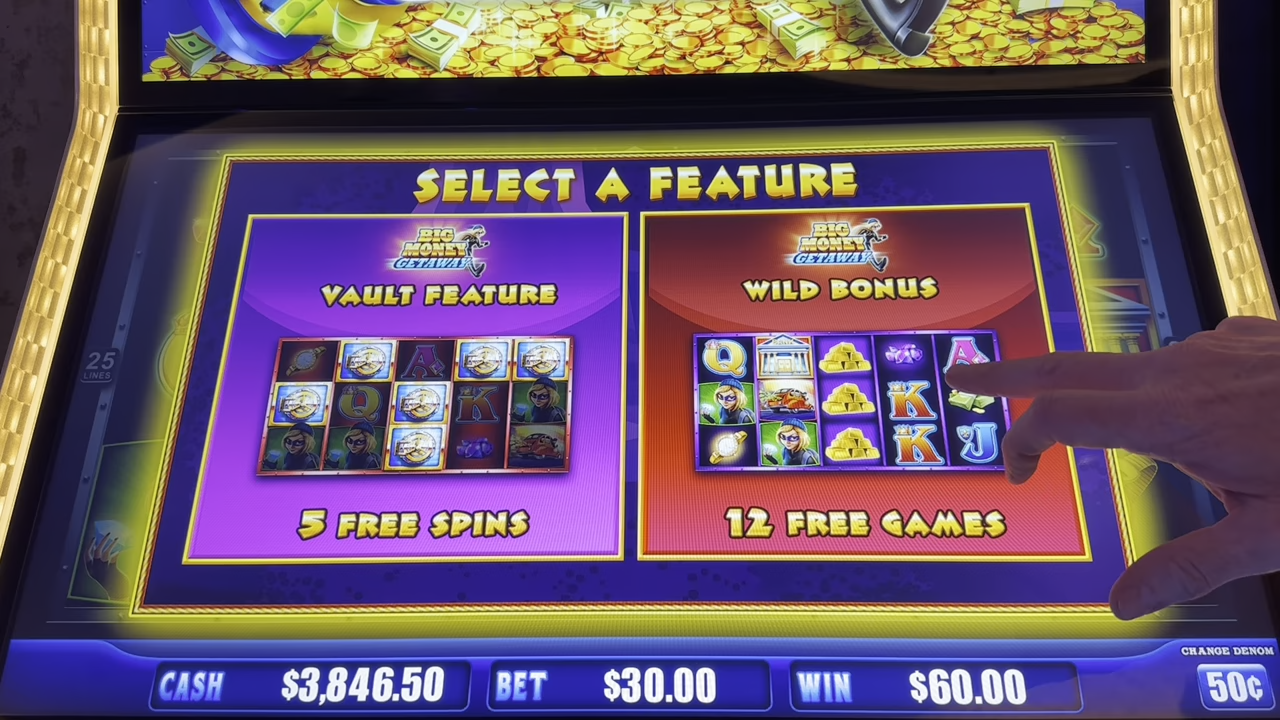 SELECT A FEATURE
BIG
MONEY
GETAWAY
VAULT FEATURE
A
Q
K
5 FREE SPINS
BIG
MONEY
GETAWAY
WILD BONUS
Q
A
K
K
J
12 FREE GAMES
25
LINES
CASH $3,846.50
BET $30.00
WIN $60.00
CHANGE DENOM
50¢